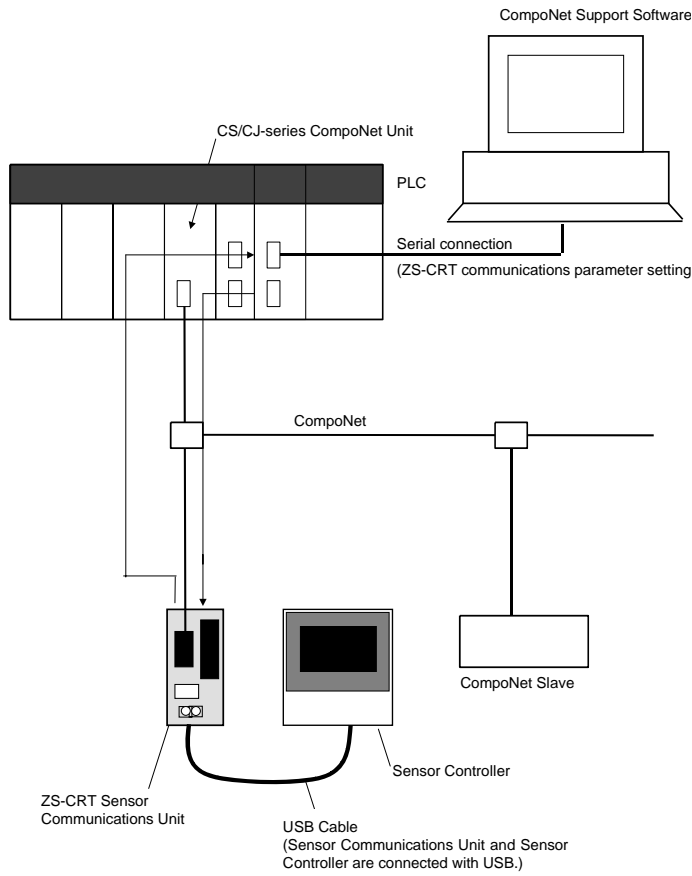 CompoNet Support Software
CS/CJ-series CompoNet Unit
PLC
Serial connection
(ZS-CRT communications parameter setting
CompoNet
CompoNet Slave
Sensor Controller
ZS-CRT Sensor
Communications Unit
USB Cable
(Sensor Communications Unit and Sensor
Controller are connected with USB.)